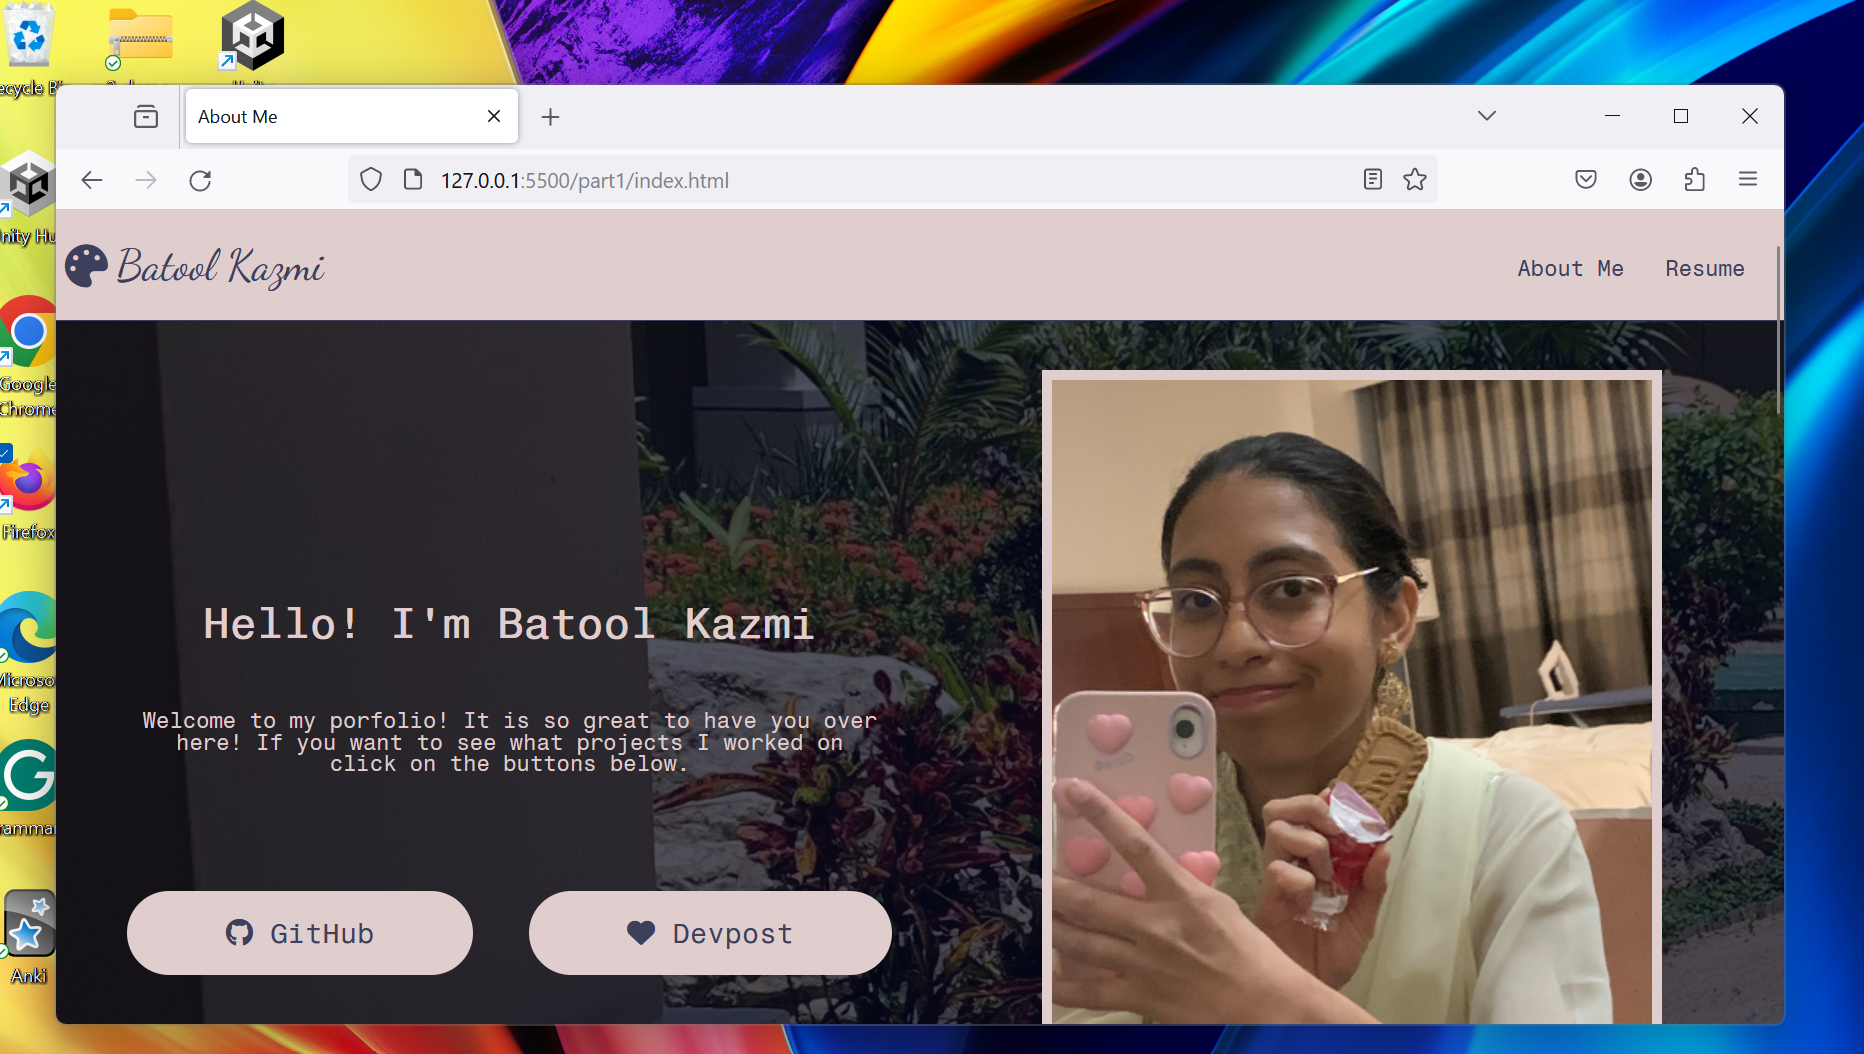 ecycle Bi
About Me
127.0.0.1:5500/part1/index.html
nity Hu
Batool Kazmi
About Me
Resume
Google
Chrome
Firefox
Hello! I'm Batool Kazmi
Microso
Edge
Welcome to my porfolio! It is so great to have you over
here! If you want to see what projects I worked on
click on the buttons below.
rammar
GitHub
Devpost
Anki